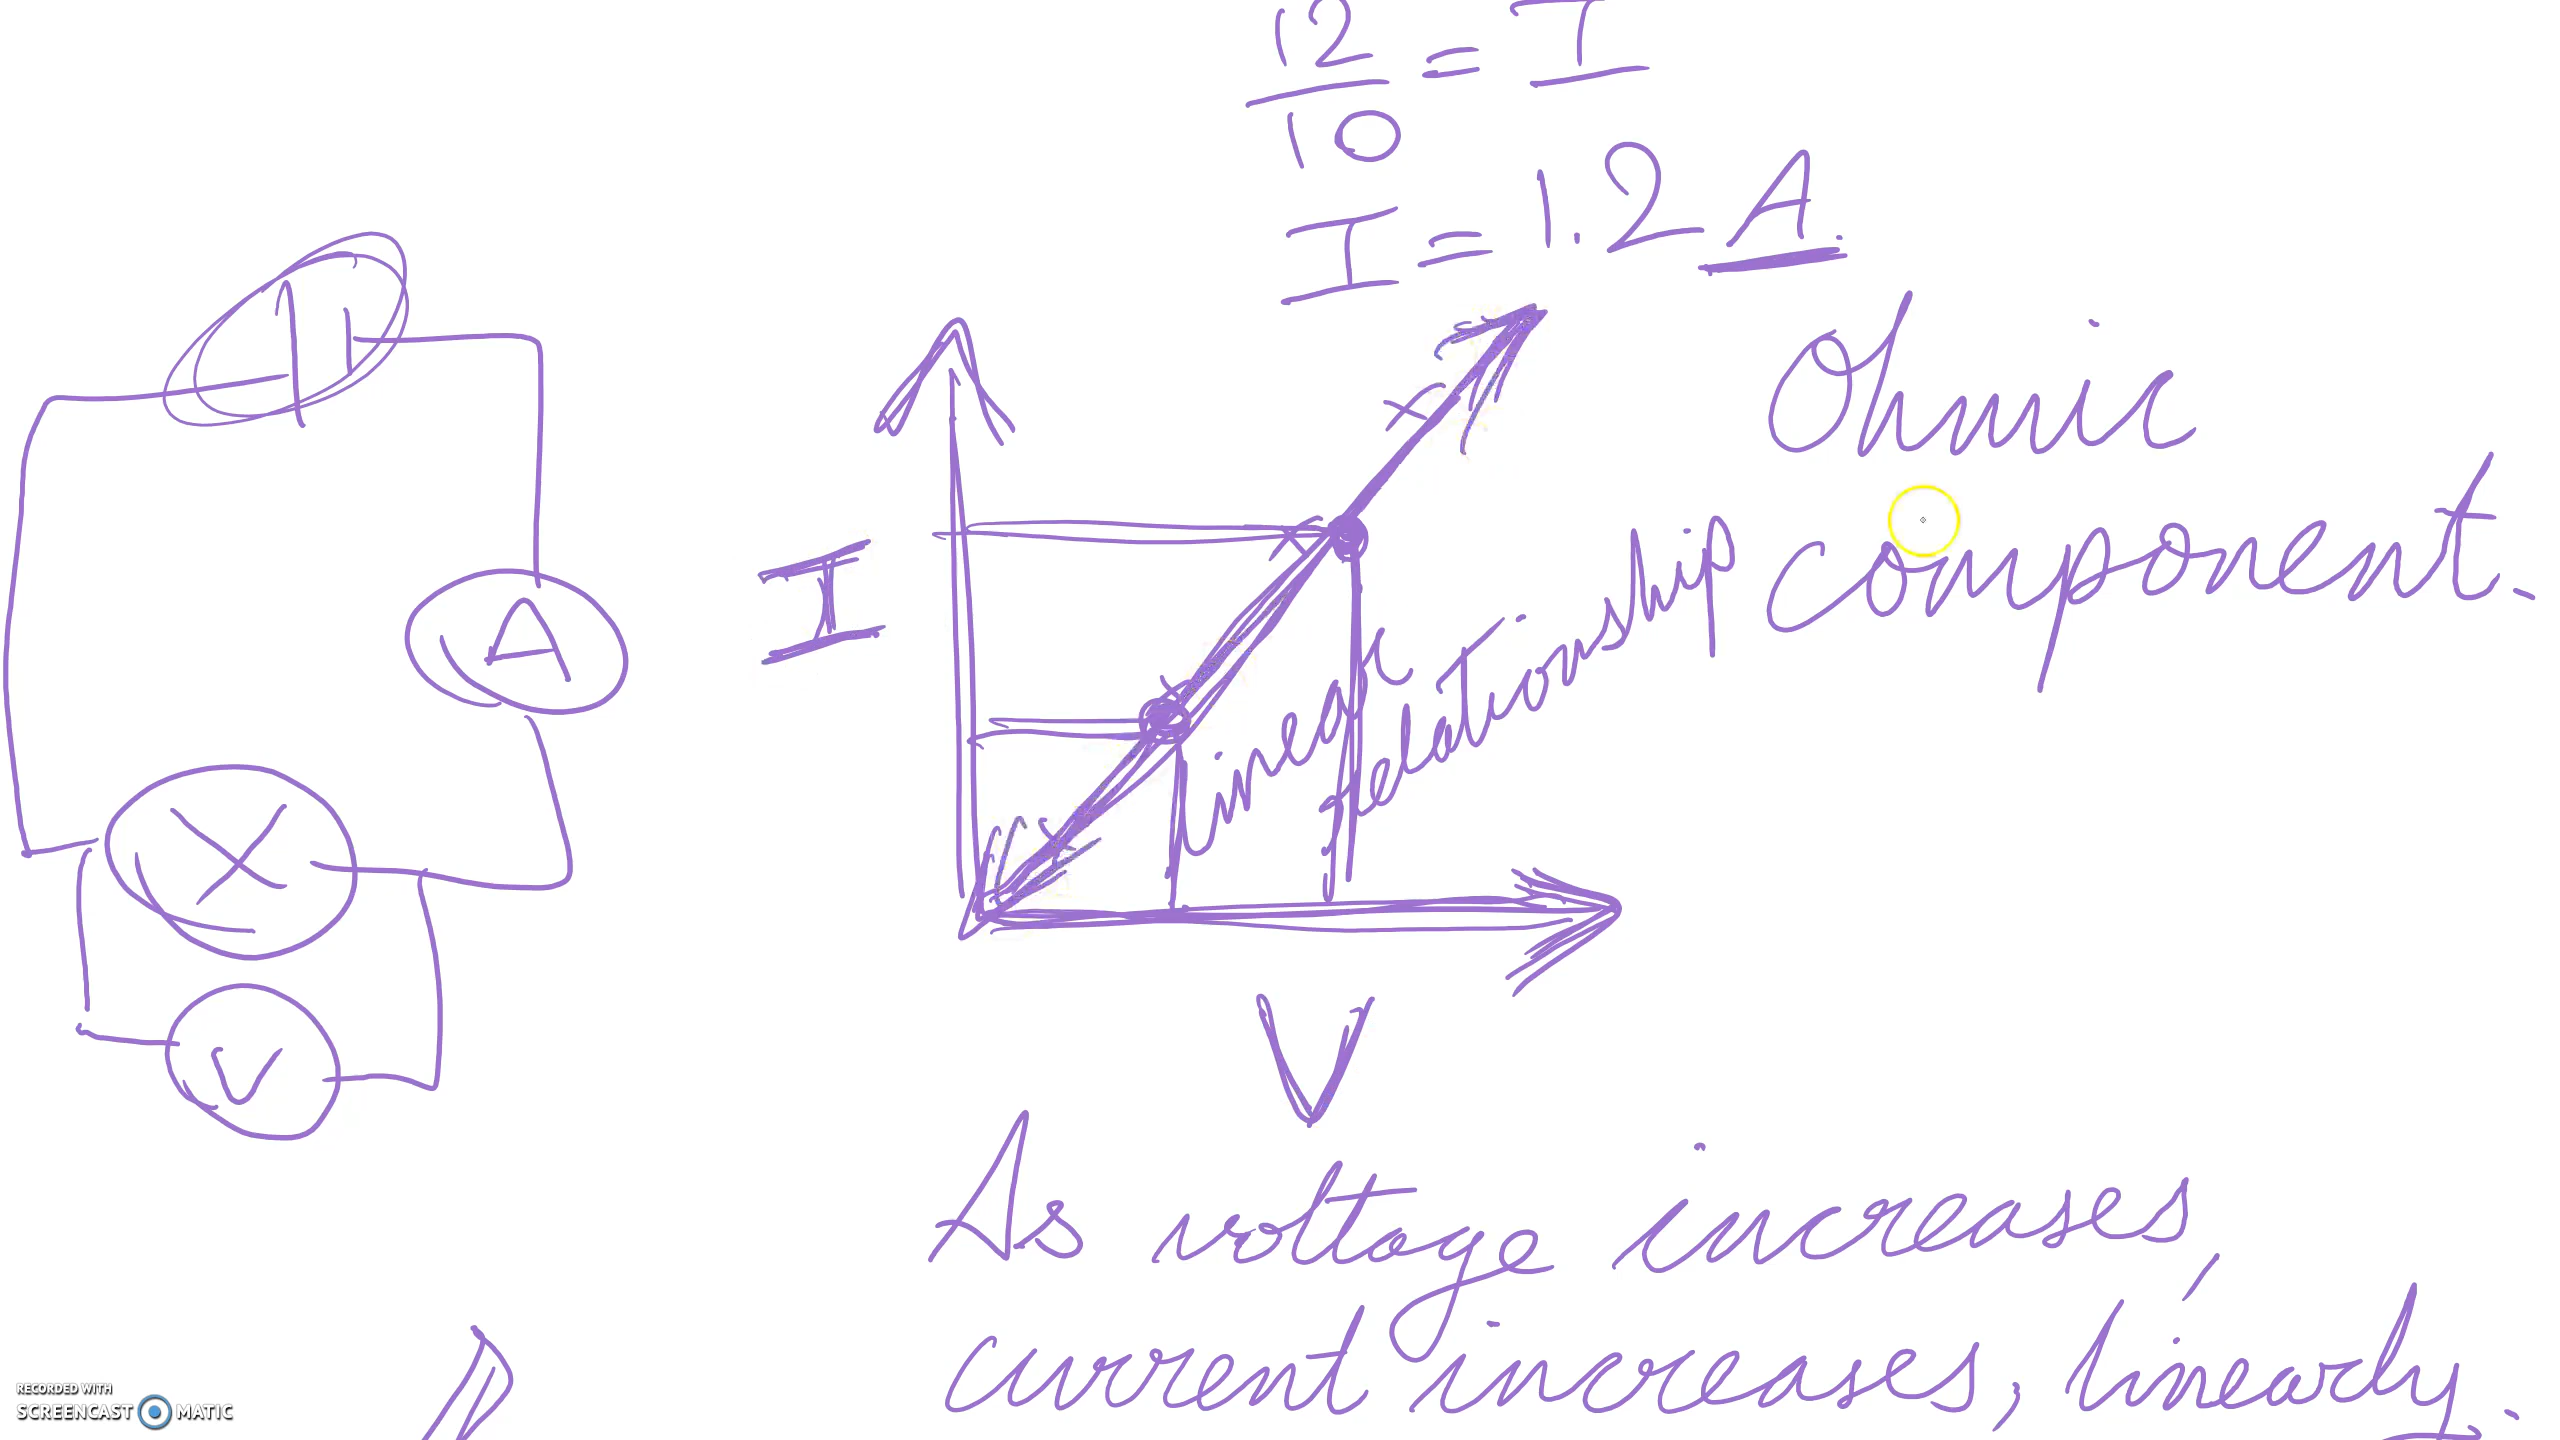 12
10 = I
I = 1.2 A.
Ohmic
component.
I
linear
relationship
A
X
V
V
As voltage increases,
current increases, linearly.
RECORDED WITH
SCREENCAST MATIC